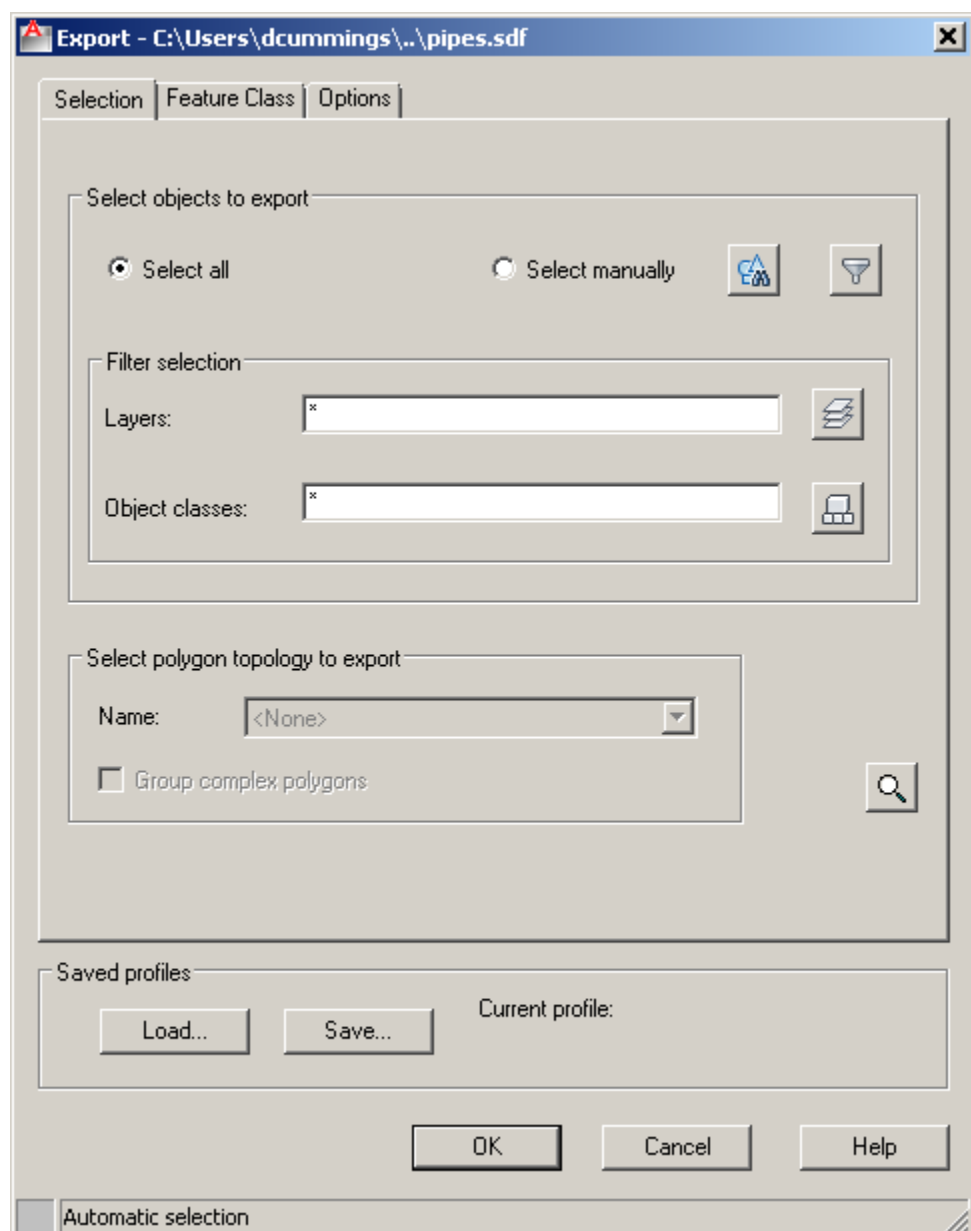 Export - C:\Users\dcummings\..\pipes.sdf
Selection Feature Class Options
Select objects to export
Select all Select manually
Filter selection
Layers: *
Object classes: *
Select polygon topology to export
Name: <None>
Group complex polygons
Saved profiles
Load... Save... Current profile:
OK Cancel Help
Automatic selection